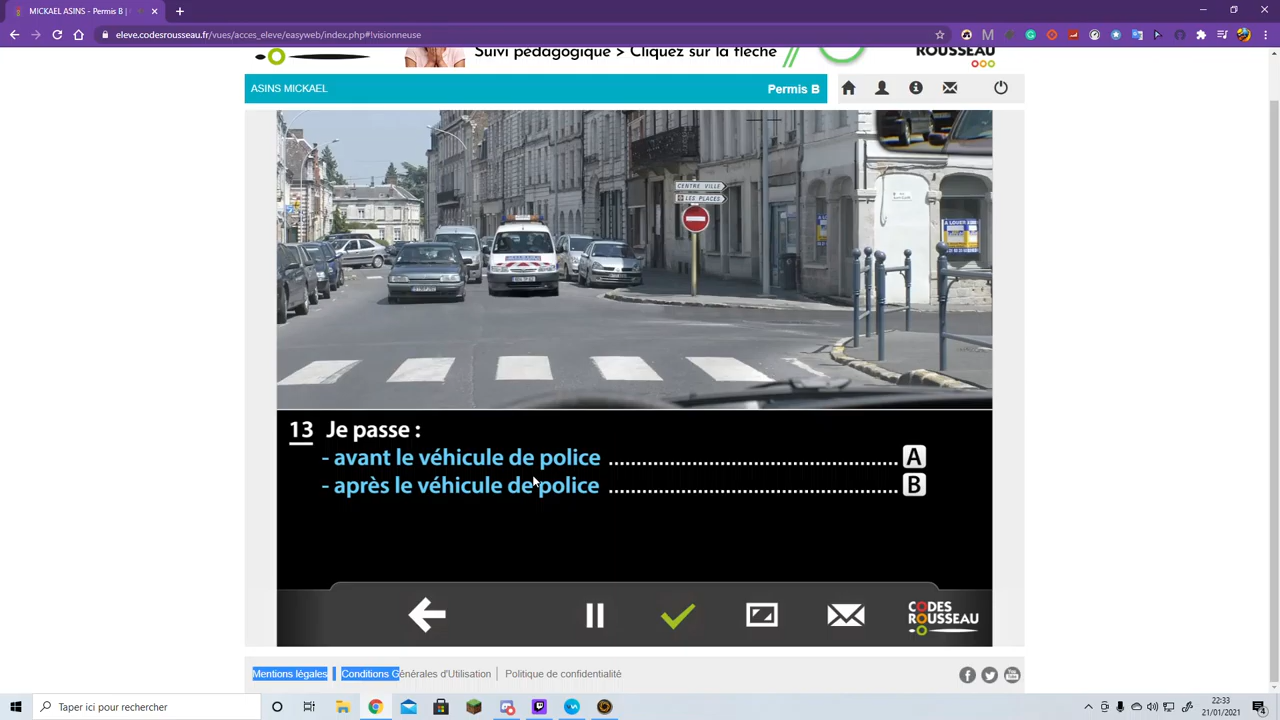 MICKAEL ASINS - Permis B |
eleve.codesrousseau.fr/vues/acces_eleve/easyweb/index.php#!visionneuse
Suivi pédagogique > Cliquez sur la flèche
ROUSSEAU
ASINS MICKAEL
Permis B
CENTRE VILLE
LES PLACES
A LOUER
13 Je passe :
- avant le véhicule de police A
- après le véhicule de police B
CODES
ROUSSEAU
Mentions légales | Conditions Générales d'Utilisation | Politique de confidentialité
Taper ici pour rechercher
22:33
21/01/2021
4